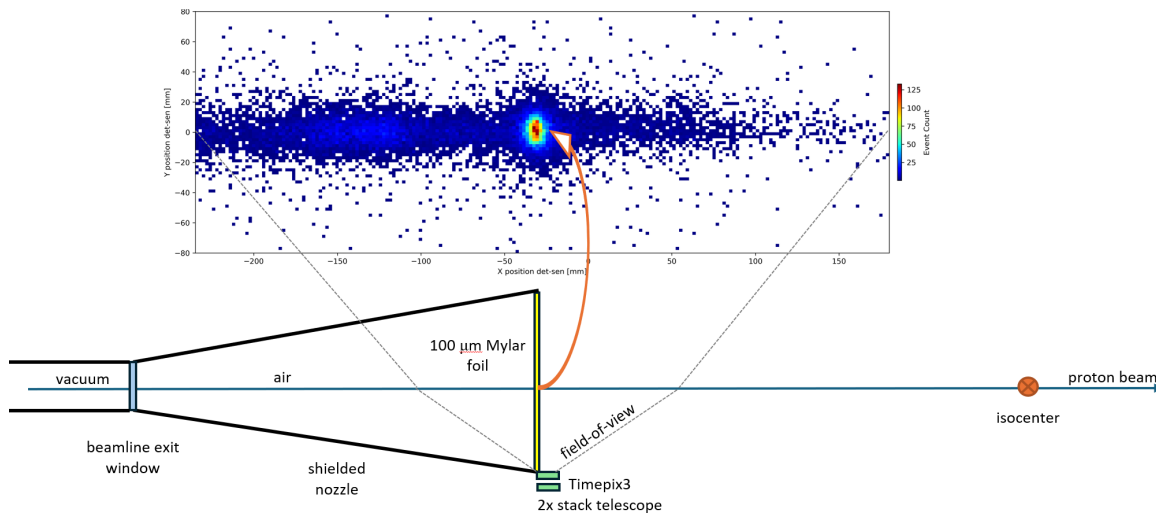 80
60
40
20
0
−20
−40
−60
−80
Y position det-sen [mm]
−200
−150
−100
−50
0
50
100
150
X position det-sen [mm]
125
100
75
50
25
Event Count
100 μm Mylar
foil
vacuum
air
proton beam
isocenter
beamline exit
window
shielded
nozzle
field-of-view
Timepix3
2x stack telescope